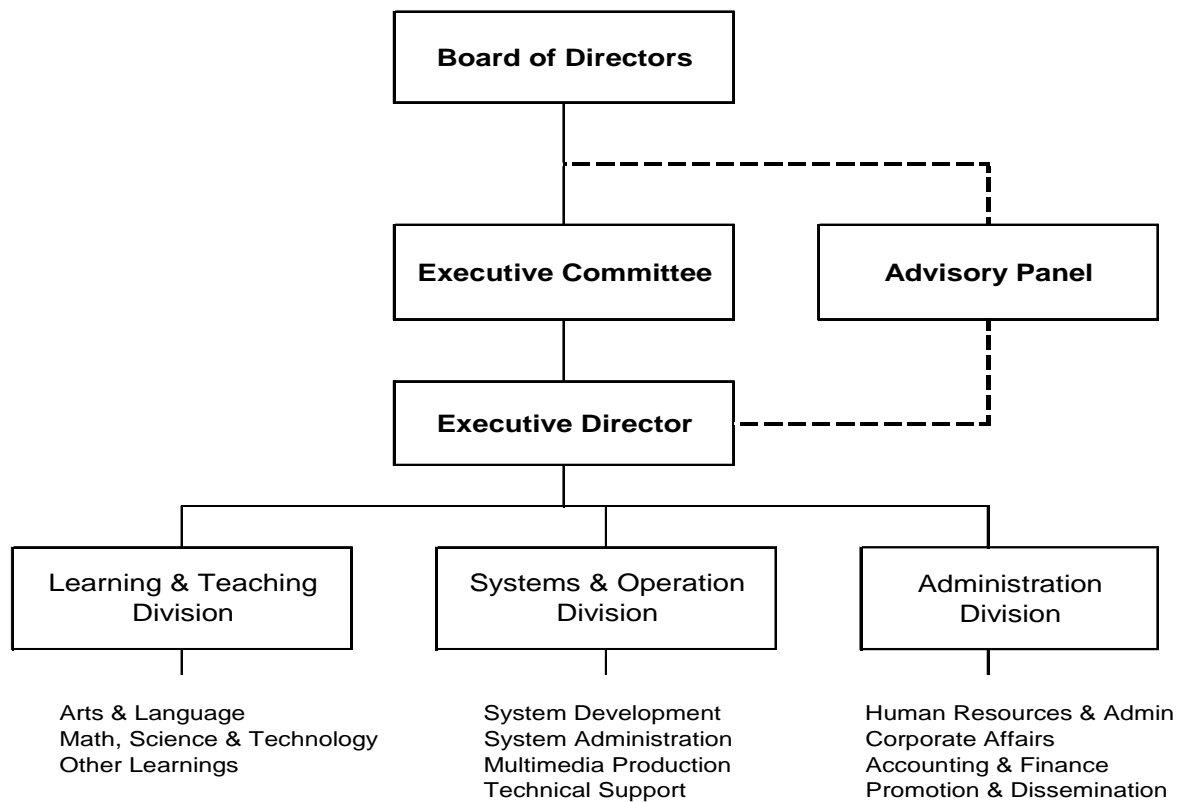 Board of Directors
Executive Committee
Advisory Panel
Executive Director
Learning & Teaching
Division
Systems & Operation
Division
Administration
Division
Arts & Language
Math, Science & Technology
Other Learnings
System Development
System Administration
Multimedia Production
Technical Support
Human Resources & Admin
Corporate Affairs
Accounting & Finance
Promotion & Dissemination